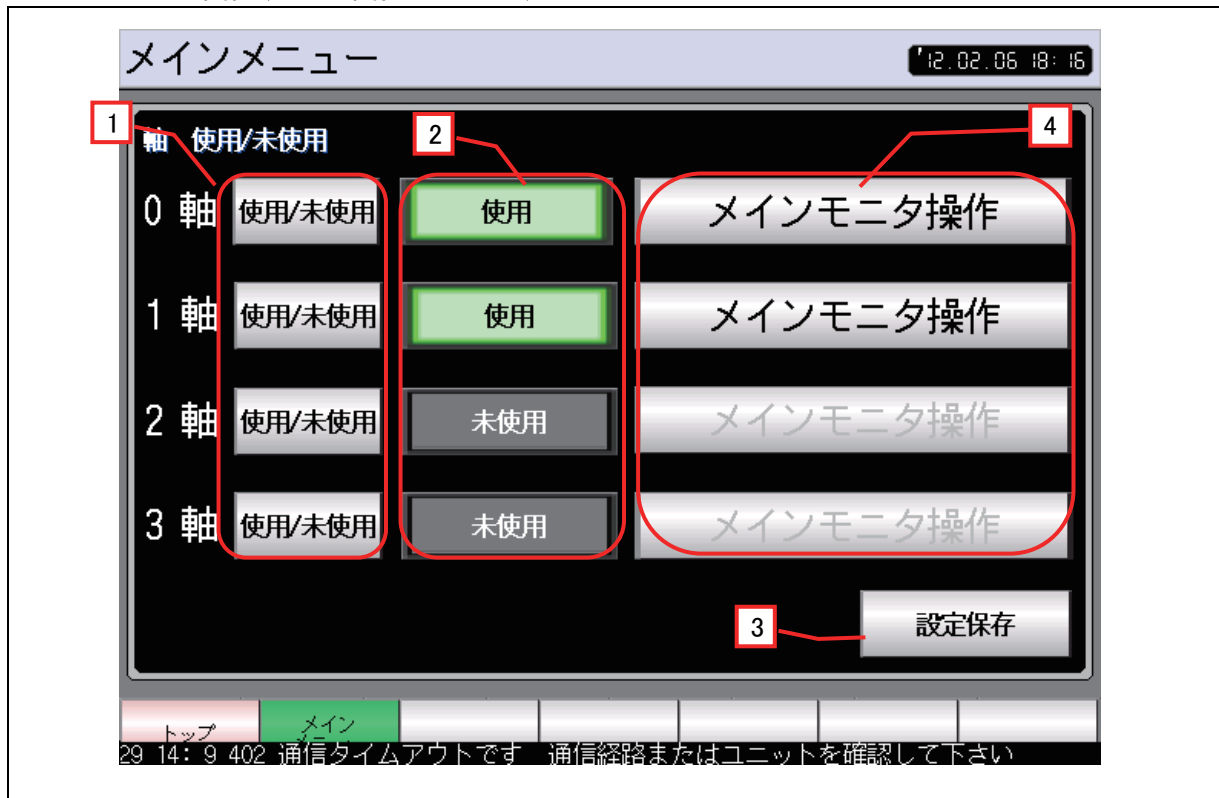 メインメニュー
'12.02.06 18:16
1
軸 使用/未使用
2
4
0 軸 使用/未使用 使用 メインモニタ操作
1 軸 使用/未使用 使用 メインモニタ操作
2 軸 使用/未使用 未使用 メインモニタ操作
3 軸 使用/未使用 未使用 メインモニタ操作
3
設定保存
トップ メイン
29 14: 9 402 通信タイムアウトです 通信経路またはユニットを確認して下さい